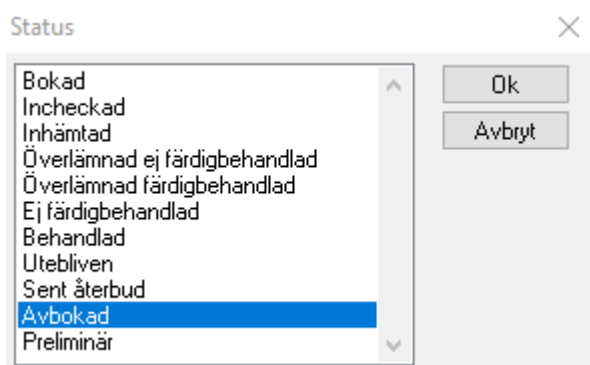 Status
Bokad
Incheckad
Inhämtad
Överlämnad ej färdigbehandlad
Överlämnad färdigbehandlad
Ej färdigbehandlad
Behandlad
Utebliven
Sent återbud
Avbokad
Preliminär
Ok
Avbryt